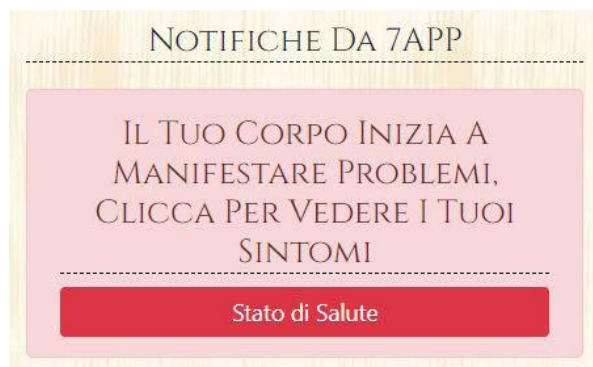 Notifiche Da 7APP
Il Tuo Corpo Inizia A
Manifestare Problemi,
Clicca Per Vedere I Tuoi
Sintomi
Stato di Salute